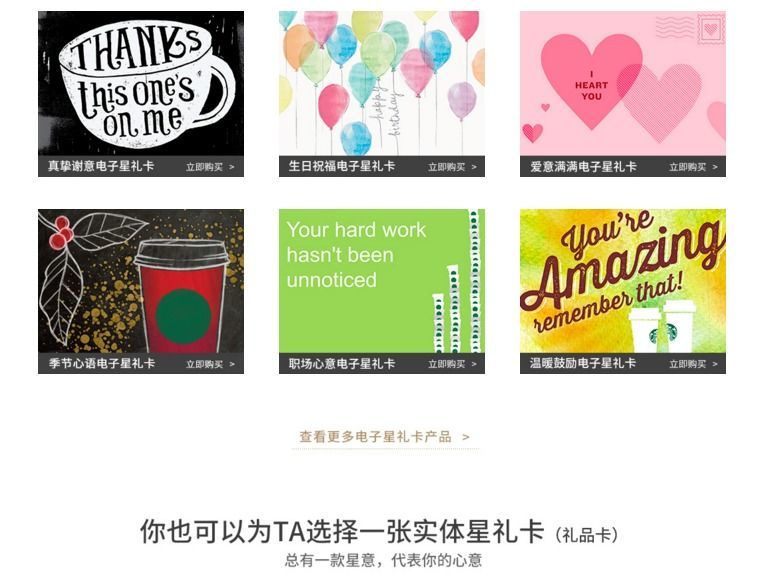 THANKS
this one's
on me
真挚谢意电子星礼卡 立即购买 >
happy
birthday
生日祝福电子星礼卡 立即购买 >
I
HEART
YOU
爱意满满电子星礼卡 立即购买 >
季节心语电子星礼卡 立即购买 >
Your hard work
hasn't been
unnoticed
职场心意电子星礼卡 立即购买 >
You're
Amazing
remember that!
温暖鼓励电子星礼卡 立即购买 >
查看更多电子星礼卡产品 >
你也可以为TA选择一张实体星礼卡（礼品卡）
总有一款星意，代表你的心意